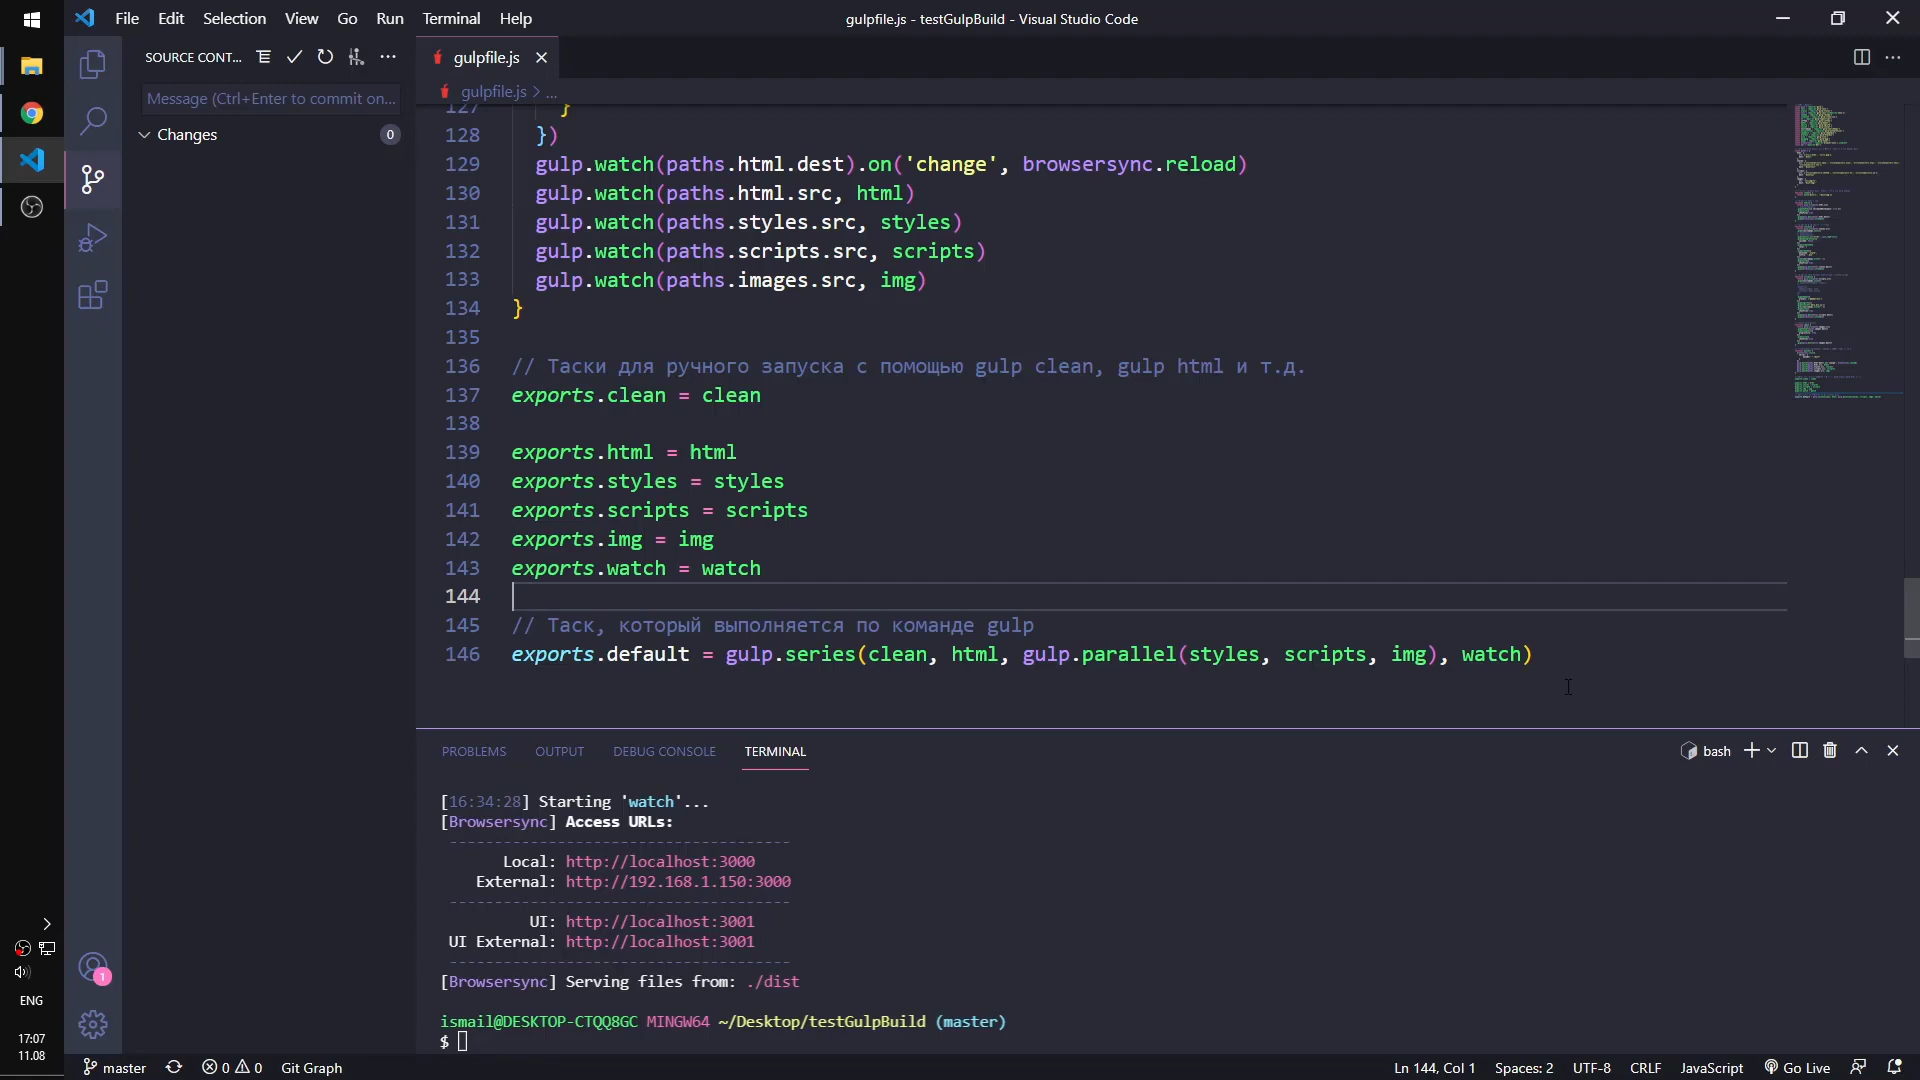 File Edit Selection View Go Run Terminal Help
gulpfile.js - testGulpBuild - Visual Studio Code
SOURCE CONT...
gulpfile.js
Message (Ctrl+Enter to commit on...
gulpfile.js > ...
Changes 0
127 }
128 })
129 gulp.watch(paths.html.dest).on('change', browsersync.reload)
130 gulp.watch(paths.html.src, html)
131 gulp.watch(paths.styles.src, styles)
132 gulp.watch(paths.scripts.src, scripts)
133 gulp.watch(paths.images.src, img)
134 }
135
136 // Таски для ручного запуска с помощью gulp clean, gulp html и т.д.
137 exports.clean = clean
138
139 exports.html = html
140 exports.styles = styles
141 exports.scripts = scripts
142 exports.img = img
143 exports.watch = watch
144
145 // Таск, который выполняется по команде gulp
146 exports.default = gulp.series(clean, html, gulp.parallel(styles, scripts, img), watch)
PROBLEMS OUTPUT DEBUG CONSOLE TERMINAL
bash
[16:34:28] Starting 'watch'...
[Browsersync] Access URLs:
--------------------------------------
Local: http://localhost:3000
External: http://192.168.1.150:3000
--------------------------------------
UI: http://localhost:3001
UI External: http://localhost:3001
--------------------------------------
[Browsersync] Serving files from: ./dist
ismail@DESKTOP-CTQQ8GC MINGW64 ~/Desktop/testGulpBuild (master)
$
1
ENG
17:07
11.08
master 0 0 Git Graph
Ln 144, Col 1 Spaces: 2 UTF-8 CRLF JavaScript Go Live